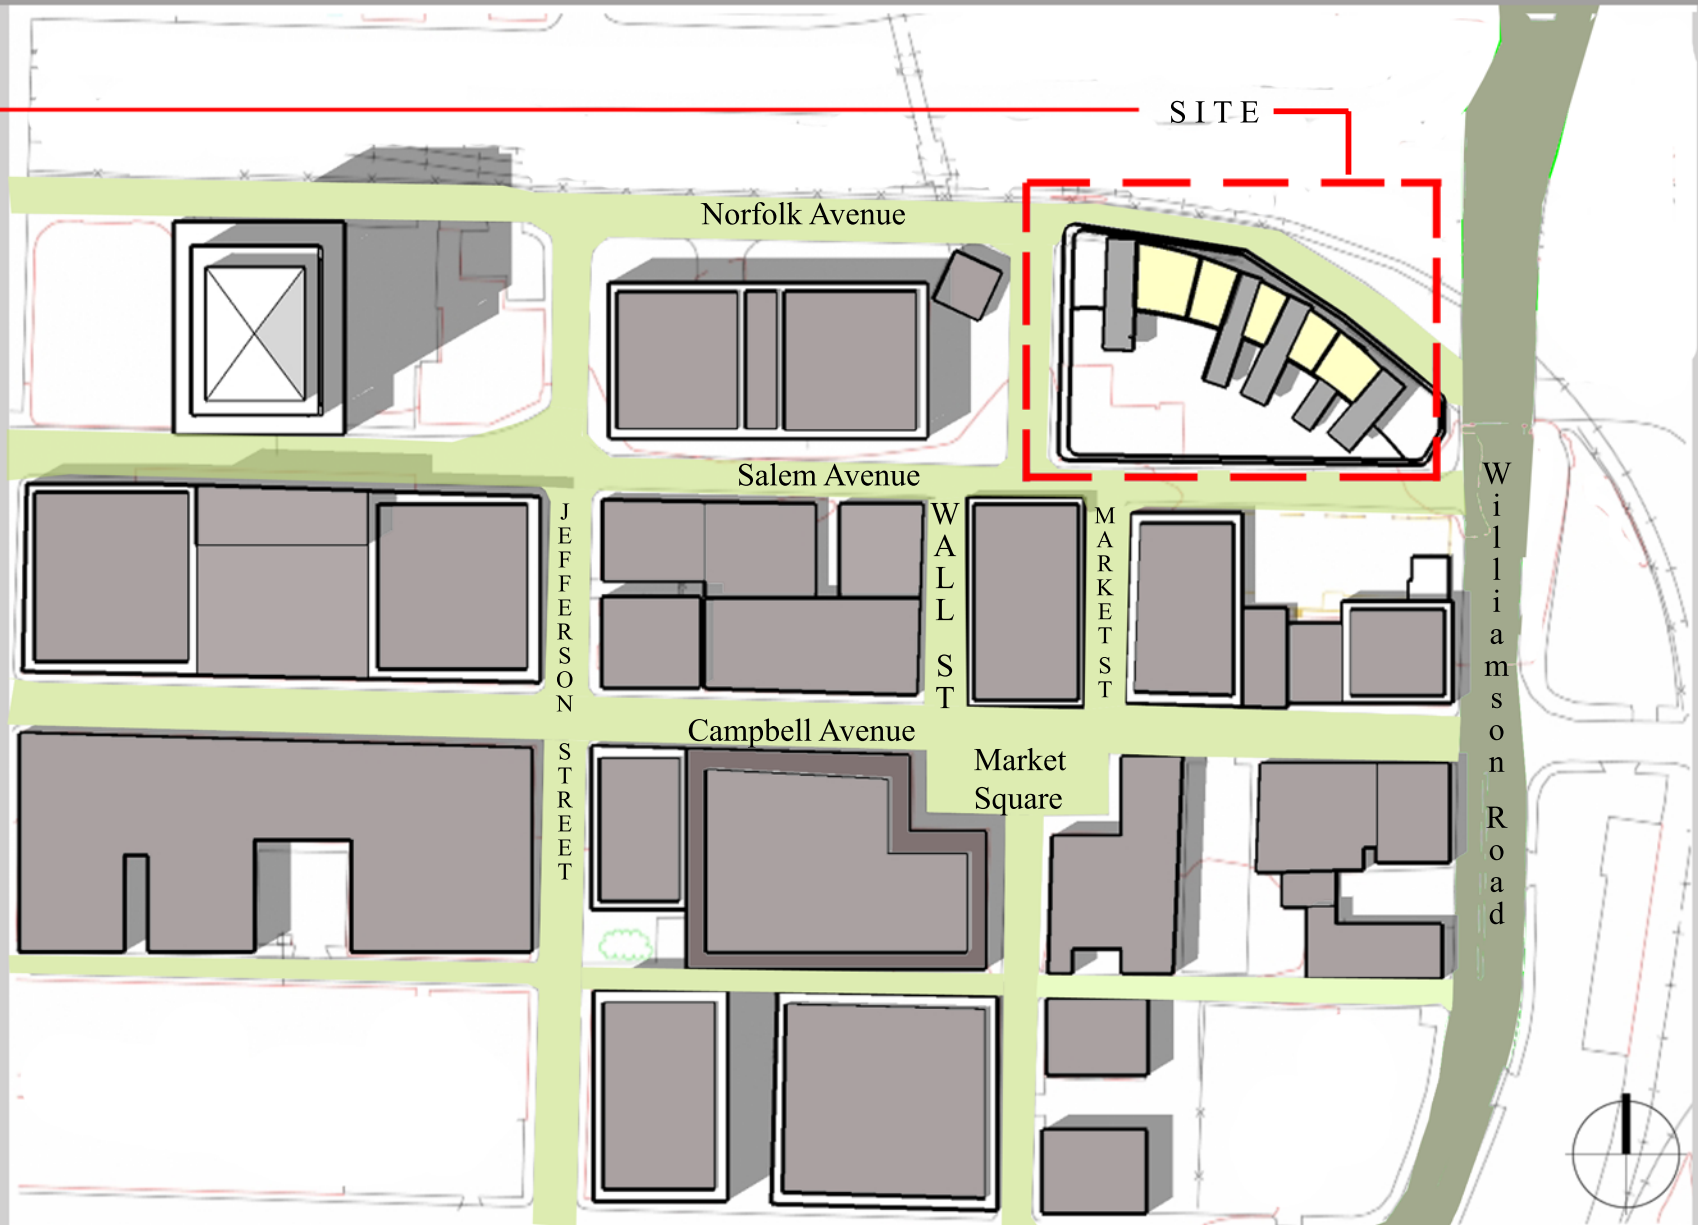 SITE
Norfolk Avenue
Salem Avenue
JEFFERSON STREET
WALL ST
MARKET ST
Williamson Road
Campbell Avenue
Market
Square